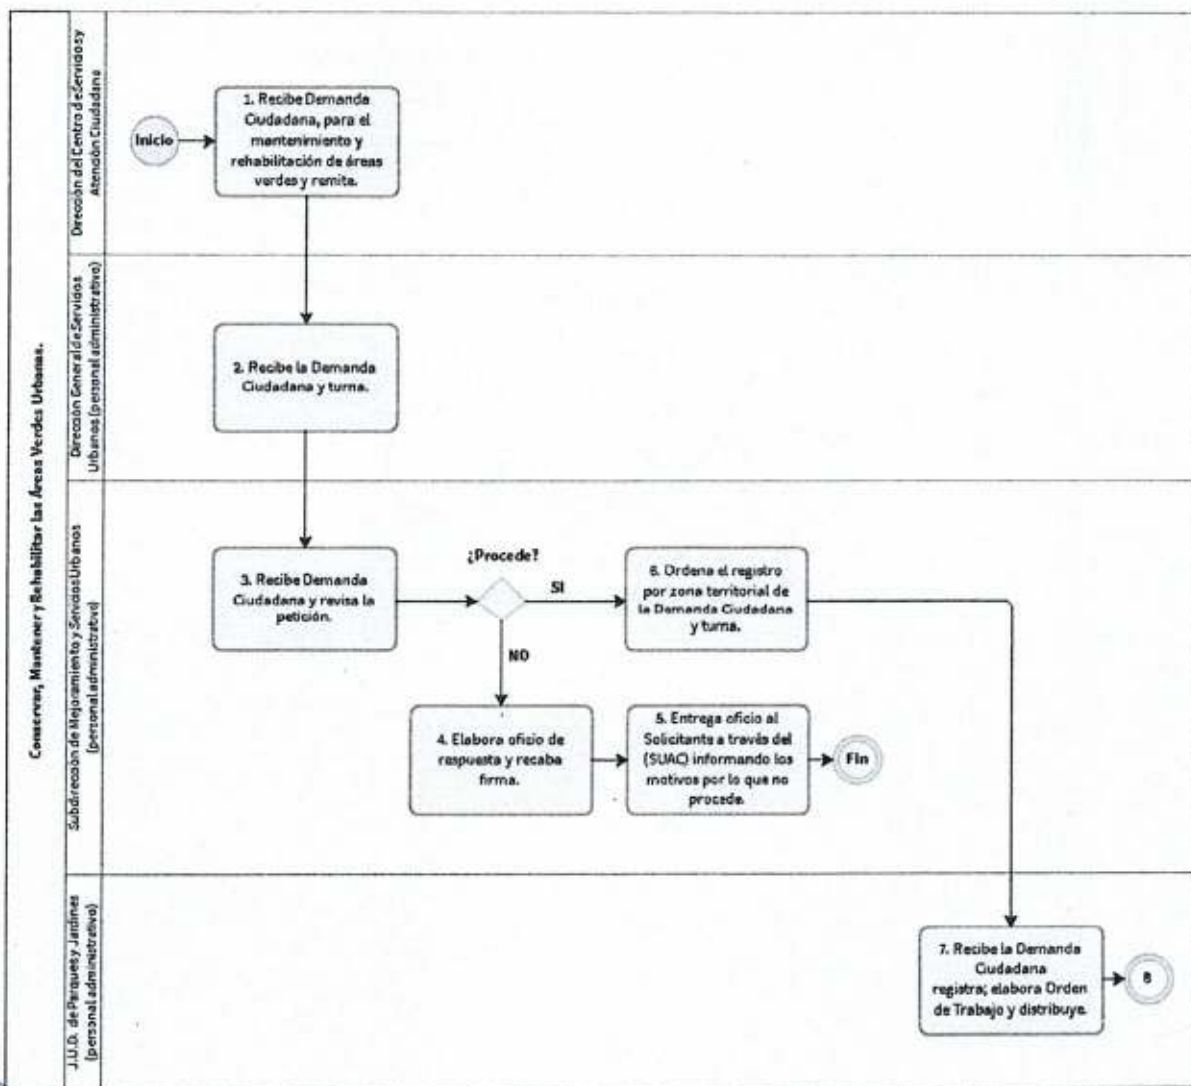 Conservar, Mantener y Rehabilitar las Áreas Verdes Urbanas.
Dirección del Centro de Servicios y
Atención Ciudadana
Inicio
1. Recibe Demanda
Ciudadana, para el
mantenimiento y
rehabilitación de áreas
verdes y remite.
Dirección General de Servicios
Urbanos (personal administrativo)
2. Recibe la Demanda
Ciudadana y turna.
Subdirección de Mejoramiento y Servicios Urbanos
(personal administrativo)
3. Recibe Demanda
Ciudadana y revisa la
petición.
¿Procede?
SI
NO
6. Ordena el registro
por zona territorial de
la Demanda Ciudadana
y turna.
4. Elabora oficio de
respuesta y recaba
firma.
5. Entrega oficio al
Solicitante a través del
(SUAC) informando los
motivos por lo que no
procede.
Fin
J.U.D. de Parques y Jardines
(personal administrativo)
7. Recibe la Demanda
Ciudadana
registra; elabora Orden
de Trabajo y distribuye.
8